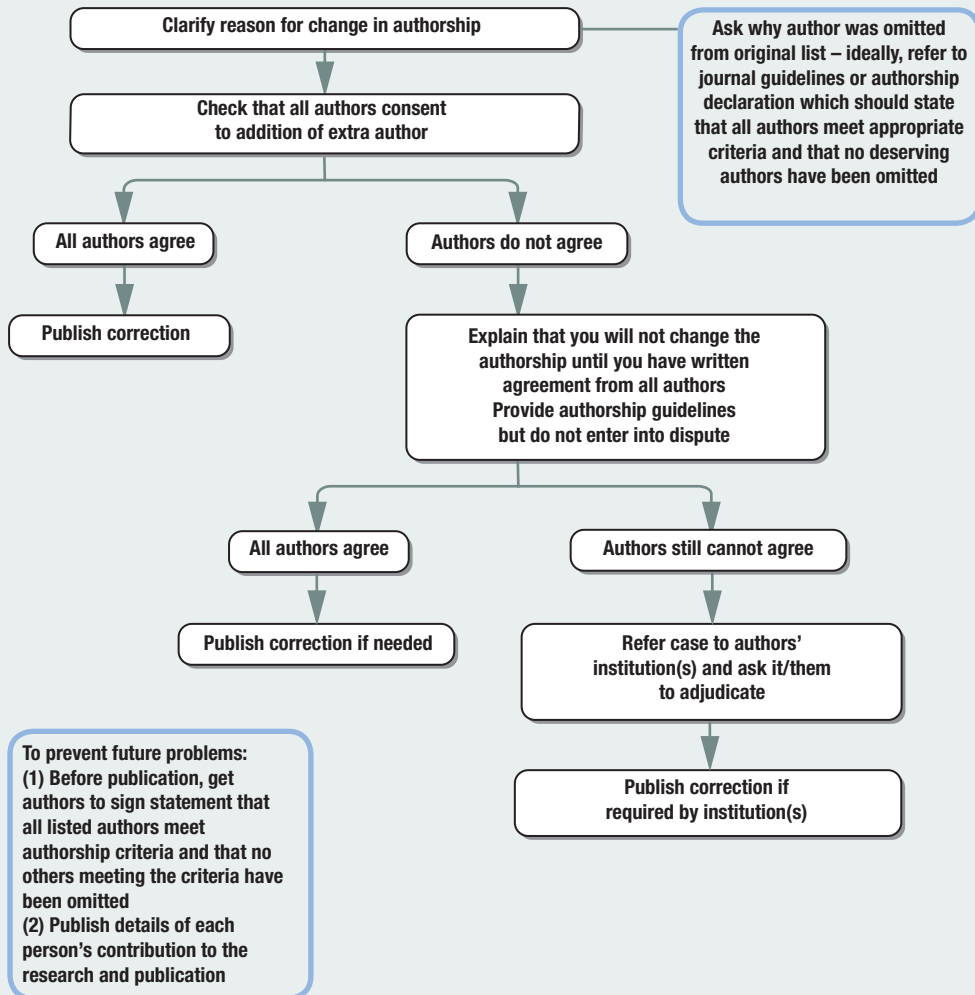 Clarify reason for change in authorship
Ask why author was omitted
from original list – ideally, refer to
journal guidelines or authorship
declaration which should state
that all authors meet appropriate
criteria and that no deserving
authors have been omitted
Check that all authors consent
to addition of extra author
All authors agree
Authors do not agree
Publish correction
Explain that you will not change the
authorship until you have written
agreement from all authors
Provide authorship guidelines
but do not enter into dispute
All authors agree
Authors still cannot agree
Publish correction if needed
Refer case to authors’
institution(s) and ask it/them
to adjudicate
Publish correction if
required by institution(s)
To prevent future problems:
(1) Before publication, get
authors to sign statement that
all listed authors meet
authorship criteria and that no
others meeting the criteria have
been omitted
(2) Publish details of each
person’s contribution to the
research and publication